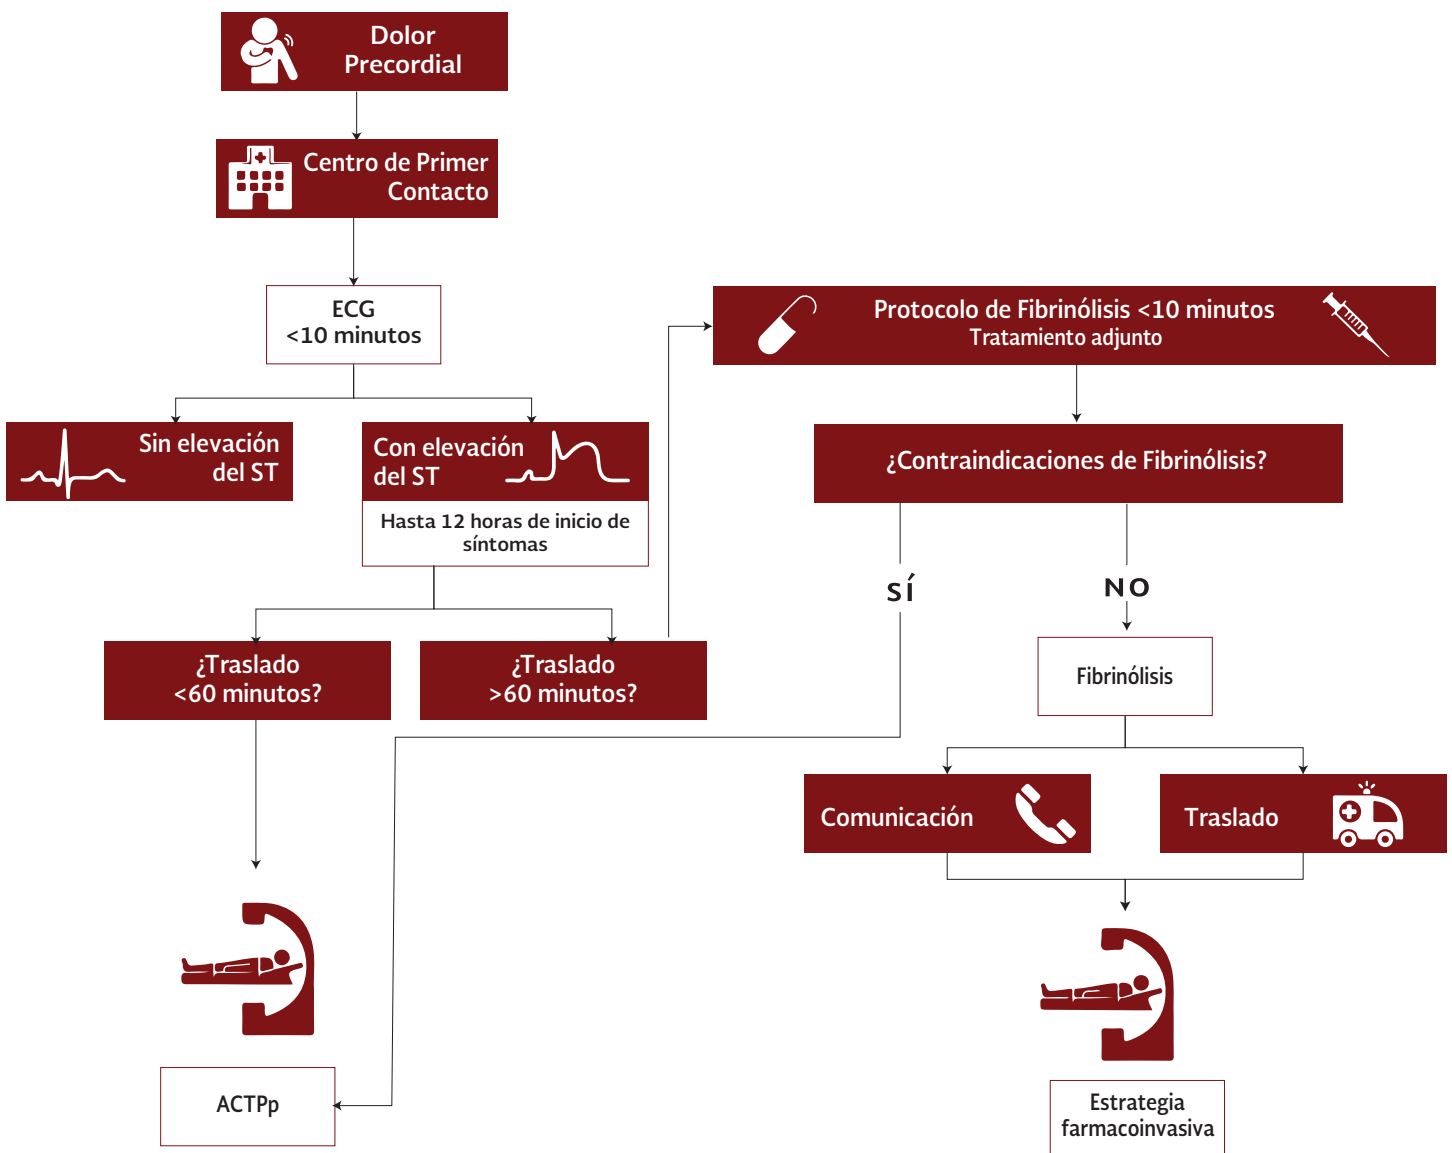 Dolor
Precordial
Centro de Primer
Contacto
ECG
<10 minutos
Sin elevación
del ST
Con elevación
del ST
Hasta 12 horas de inicio de
síntomas
¿Traslado
<60 minutos?
¿Traslado
>60 minutos?
ACTPp
Protocolo de Fibrinólisis <10 minutos
Tratamiento adjunto
¿Contraindicaciones de Fibrinólisis?
SÍ
NO
Fibrinólisis
Comunicación
Traslado
Estrategia
farmacoinvasiva